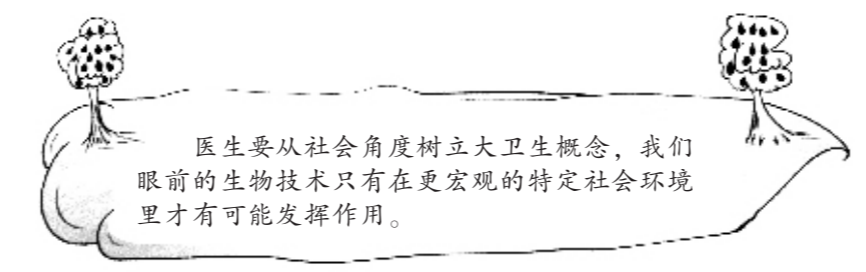 医生要从社会角度树立大卫生概念，我们
眼前的生物技术只有在更宏观的特定社会环境
里才有可能发挥作用。